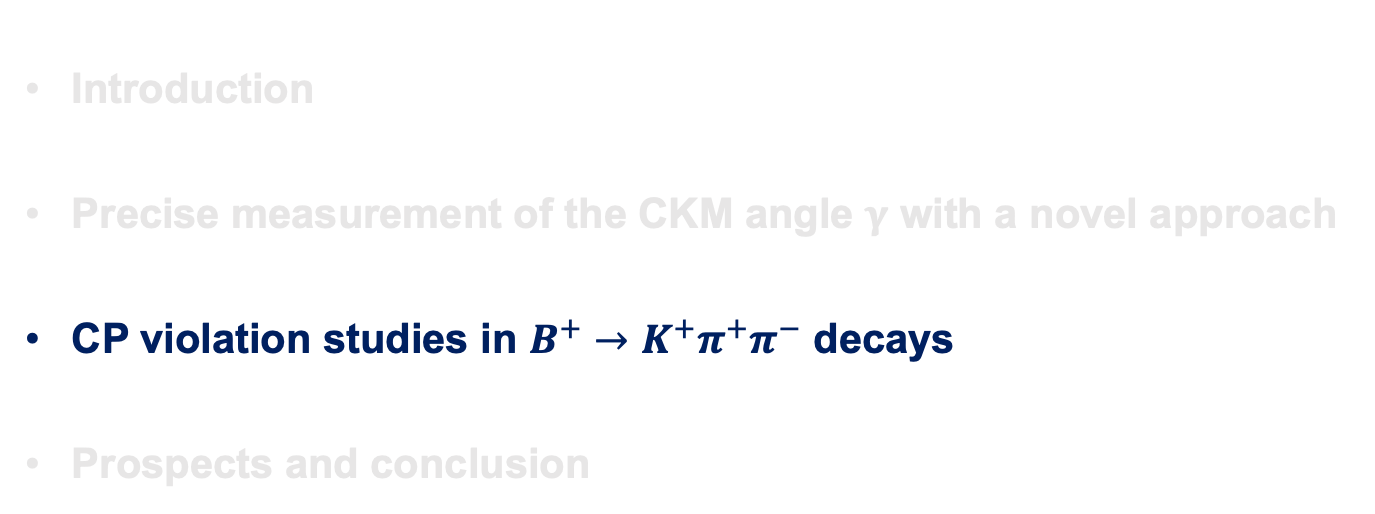 • Introduction
• Precise measurement of the CKM angle γ with a novel approach
• CP violation studies in B⁺ → K⁺π⁺π⁻ decays
• Prospects and conclusion